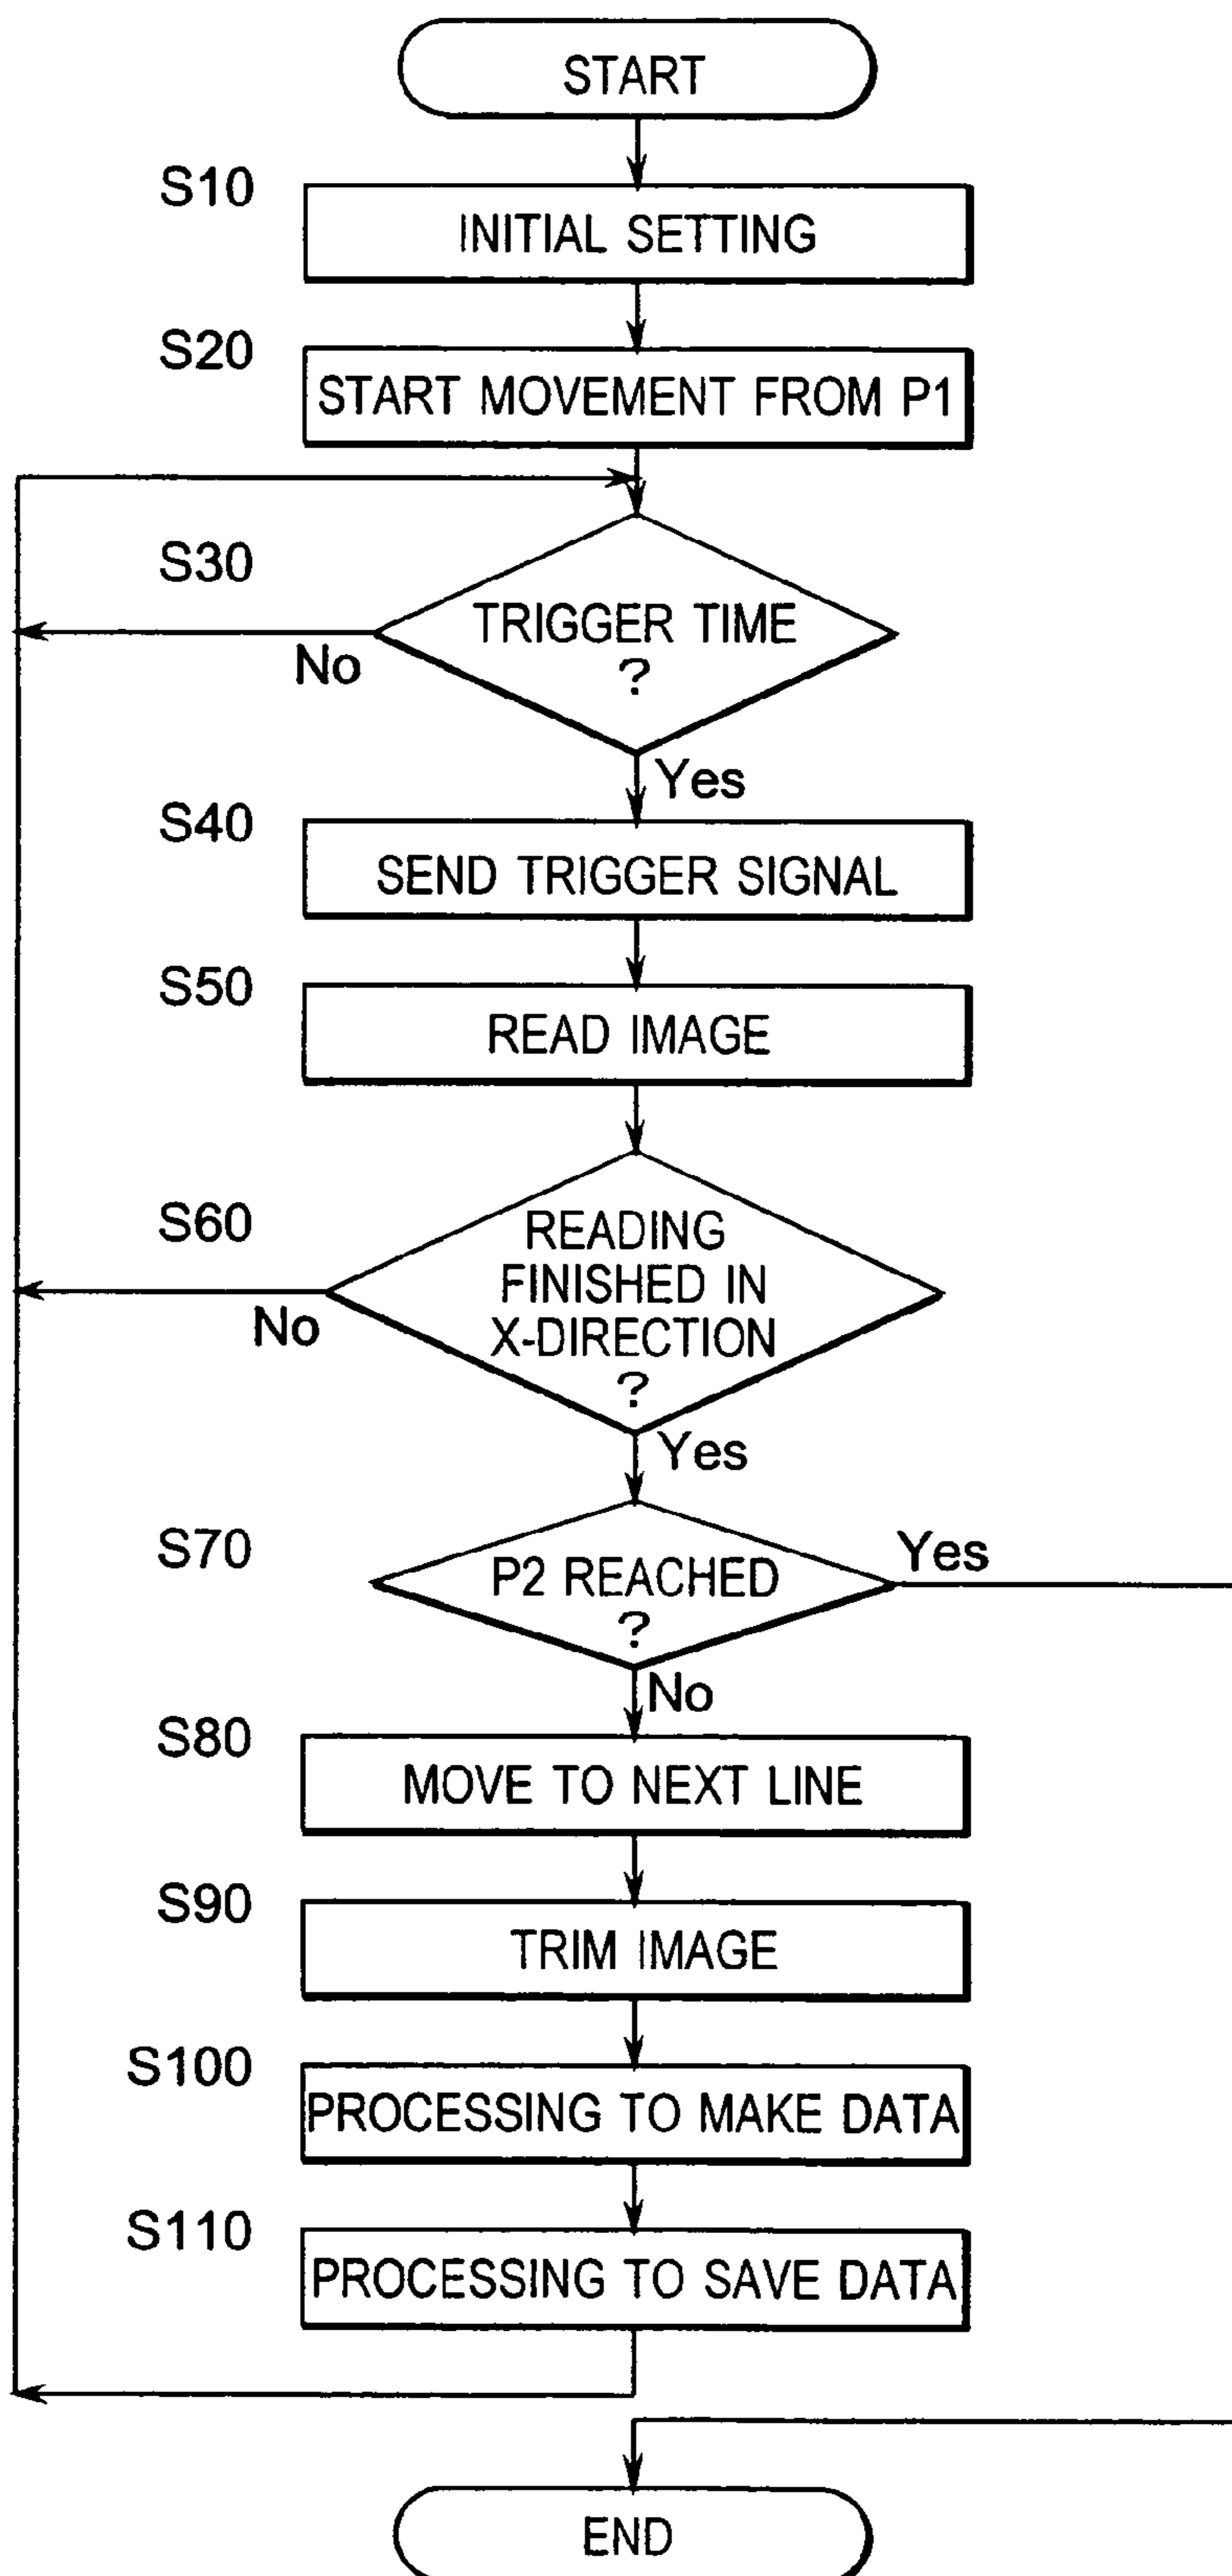 START
S10
INITIAL SETTING
S20
START MOVEMENT FROM P1
S30
TRIGGER TIME
?
No
Yes
S40
SEND TRIGGER SIGNAL
S50
READ IMAGE
S60
READING
FINISHED IN
X-DIRECTION
?
No
Yes
S70
P2 REACHED
?
Yes
No
S80
MOVE TO NEXT LINE
S90
TRIM IMAGE
S100
PROCESSING TO MAKE DATA
S110
PROCESSING TO SAVE DATA
END